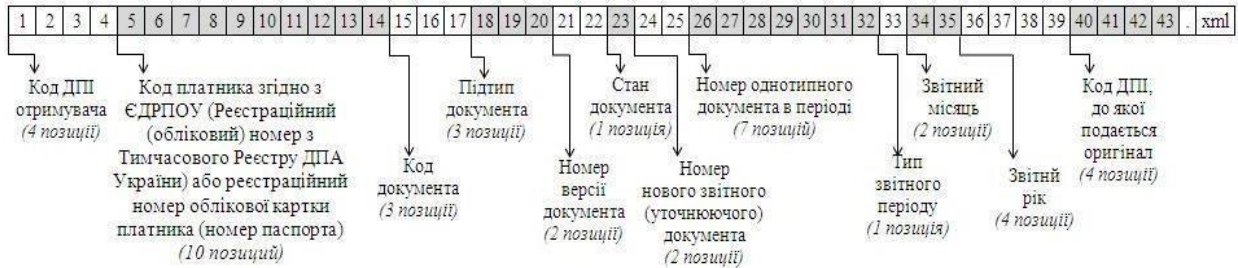 1 2 3 4 5 6 7 8 9 10 11 12 13 14 15 16 17 18 19 20 21 22 23 24 25 26 27 28 29 30 31 32 33 34 35 36 37 38 39 40 41 42 43 . xml
Код ДПІ
отримувача
(4 позиції)
Код платника згідно з
ЄДРПОУ (Реєстраційний
(обліковий) номер з
Тимчасового Реєстру ДПА
України) або реєстраційний
номер облікової картки
платника (номер паспорта)
(10 позиций)
Код
документа
(3 позиції)
Підтип
документа
(3 позиції)
Номер
версії
документа
(2 позиції)
Стан
документа
(1 позиція)
Номер
нового звітного
(уточнюючого)
документа
(2 позиції)
Номер однотипного
документа в періоді
(7 позицій)
Тип
звітного
періоду
(1 позиція)
Звітний
місяць
(2 позиції)
Звітнй
рік
(4 позиції)
Код ДПІ,
до якої
подається
оригінал
(4 позиції)